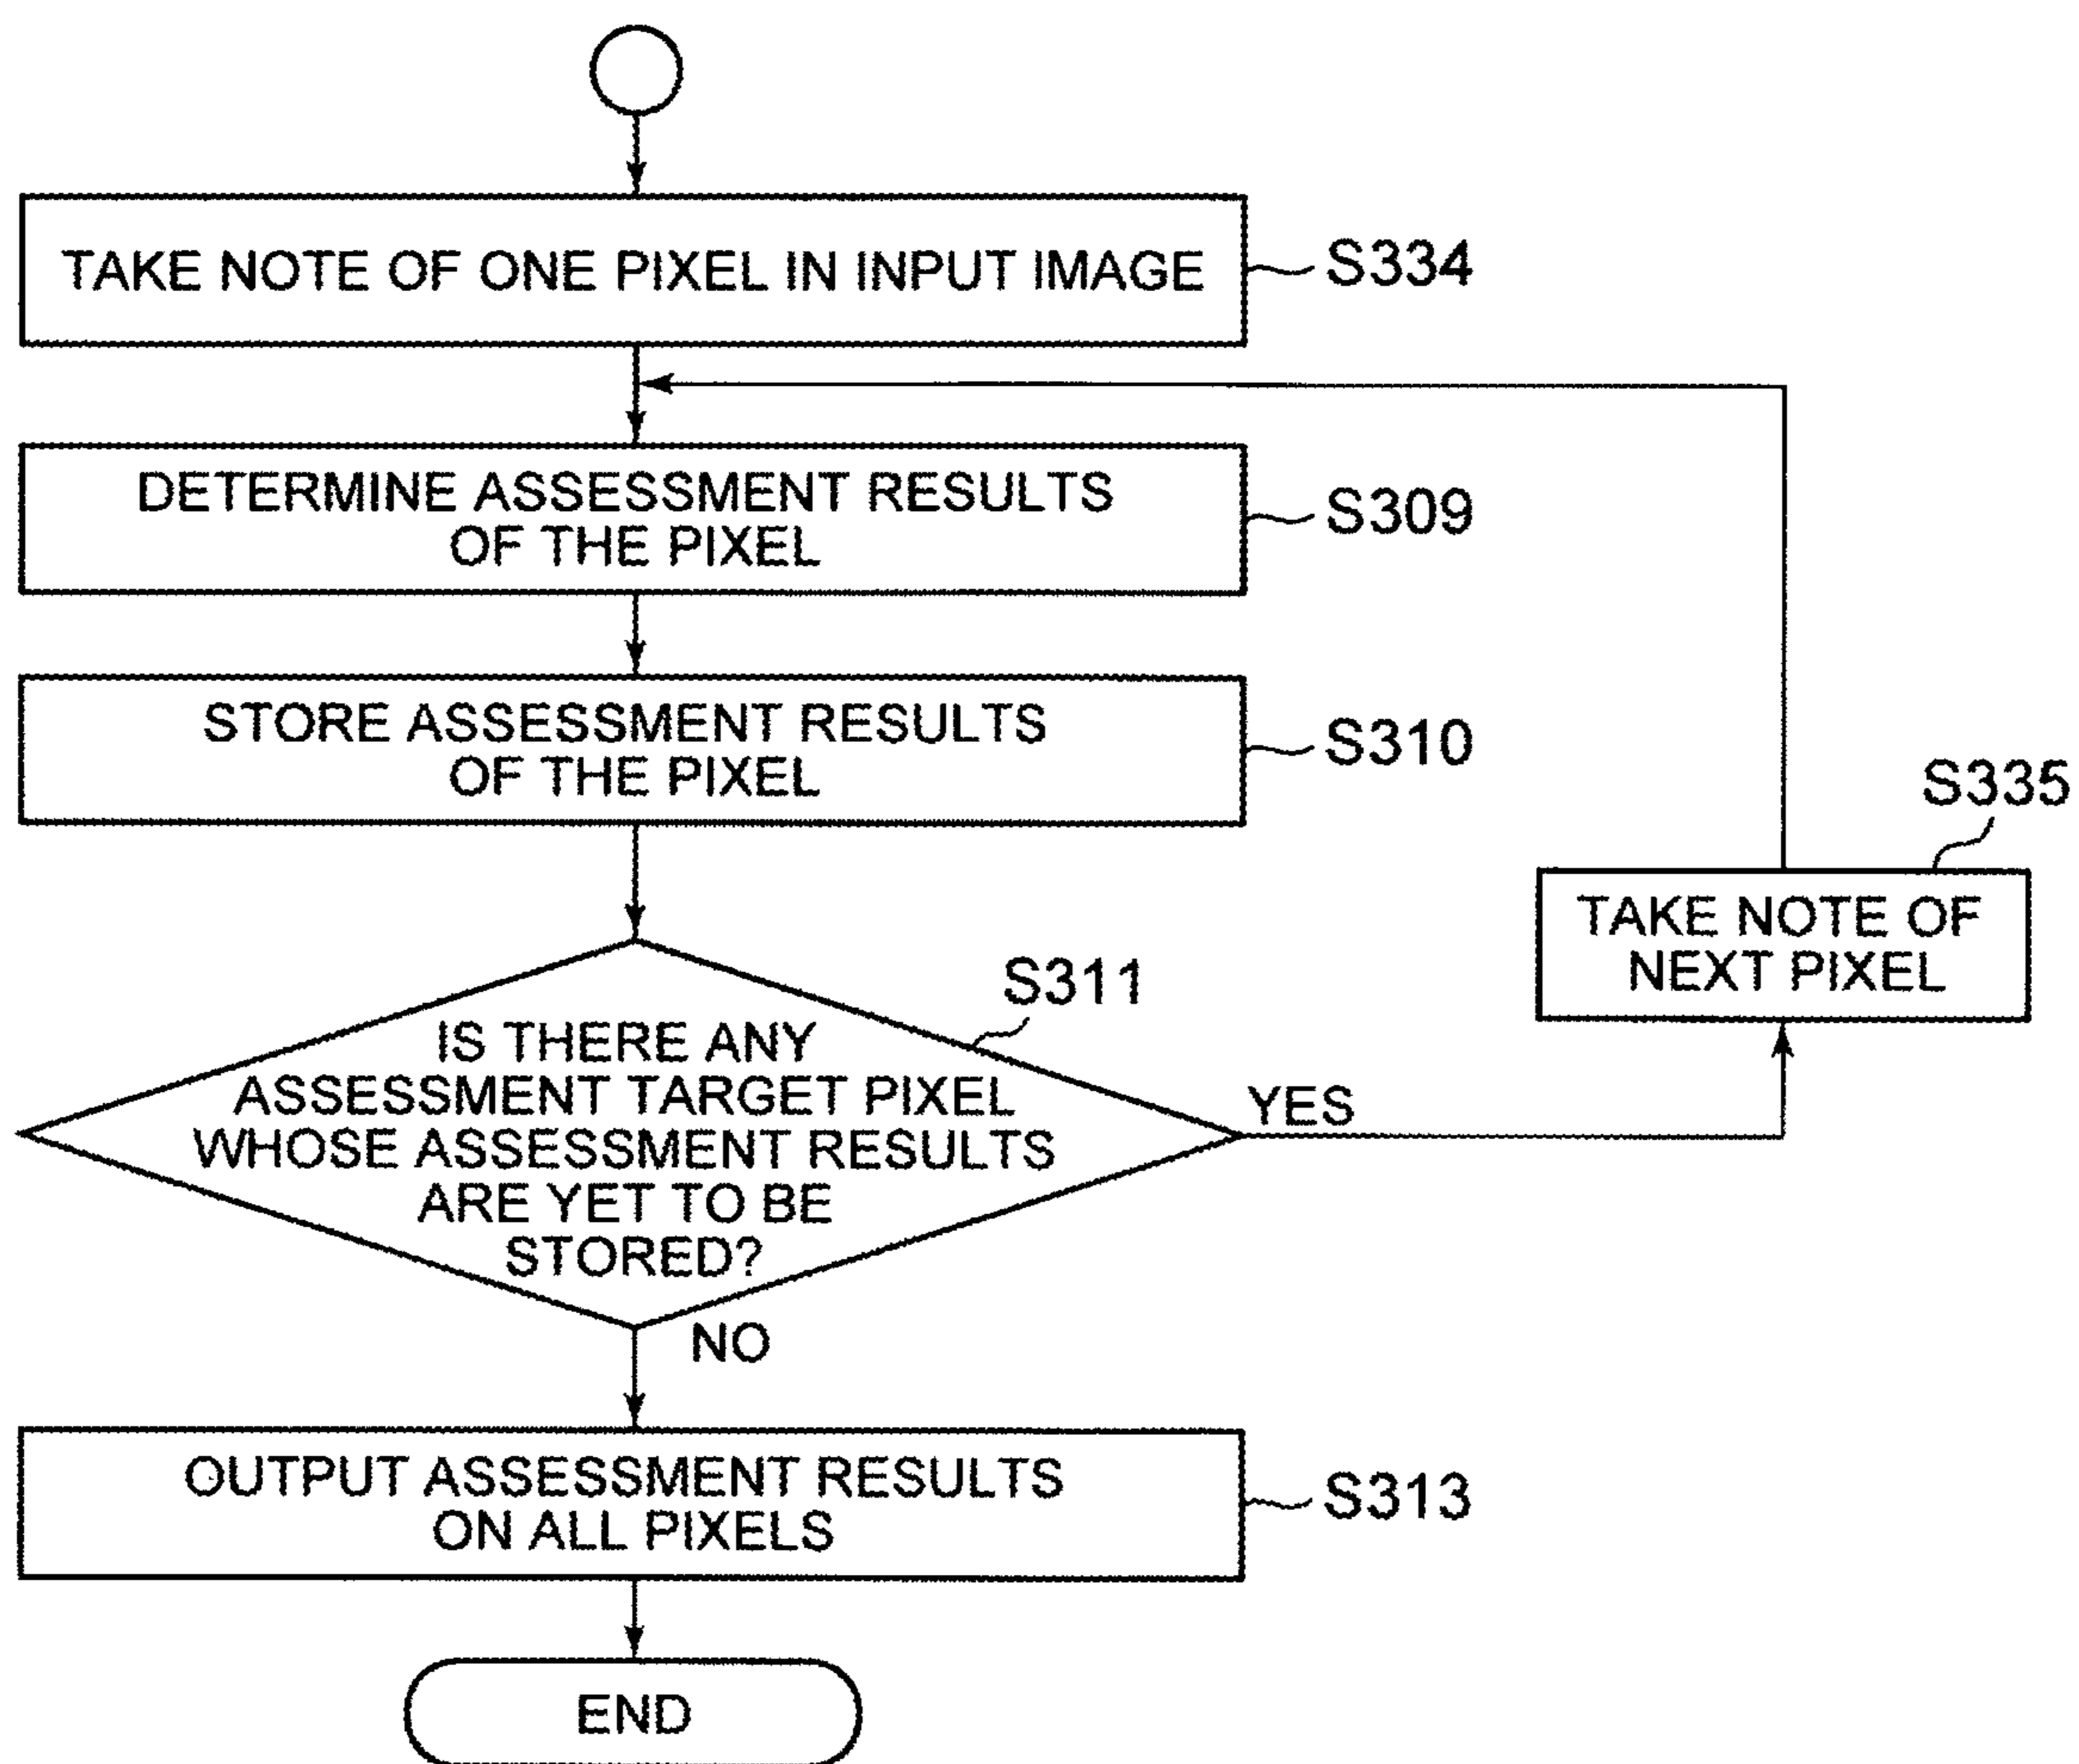 TAKE NOTE OF ONE PIXEL IN INPUT IMAGE
S334
DETERMINE ASSESSMENT RESULTS
OF THE PIXEL
S309
STORE ASSESSMENT RESULTS
OF THE PIXEL
S310
S335
TAKE NOTE OF
NEXT PIXEL
S311
IS THERE ANY
ASSESSMENT TARGET PIXEL
WHOSE ASSESSMENT RESULTS
ARE YET TO BE
STORED?
YES
NO
OUTPUT ASSESSMENT RESULTS
ON ALL PIXELS
S313
END